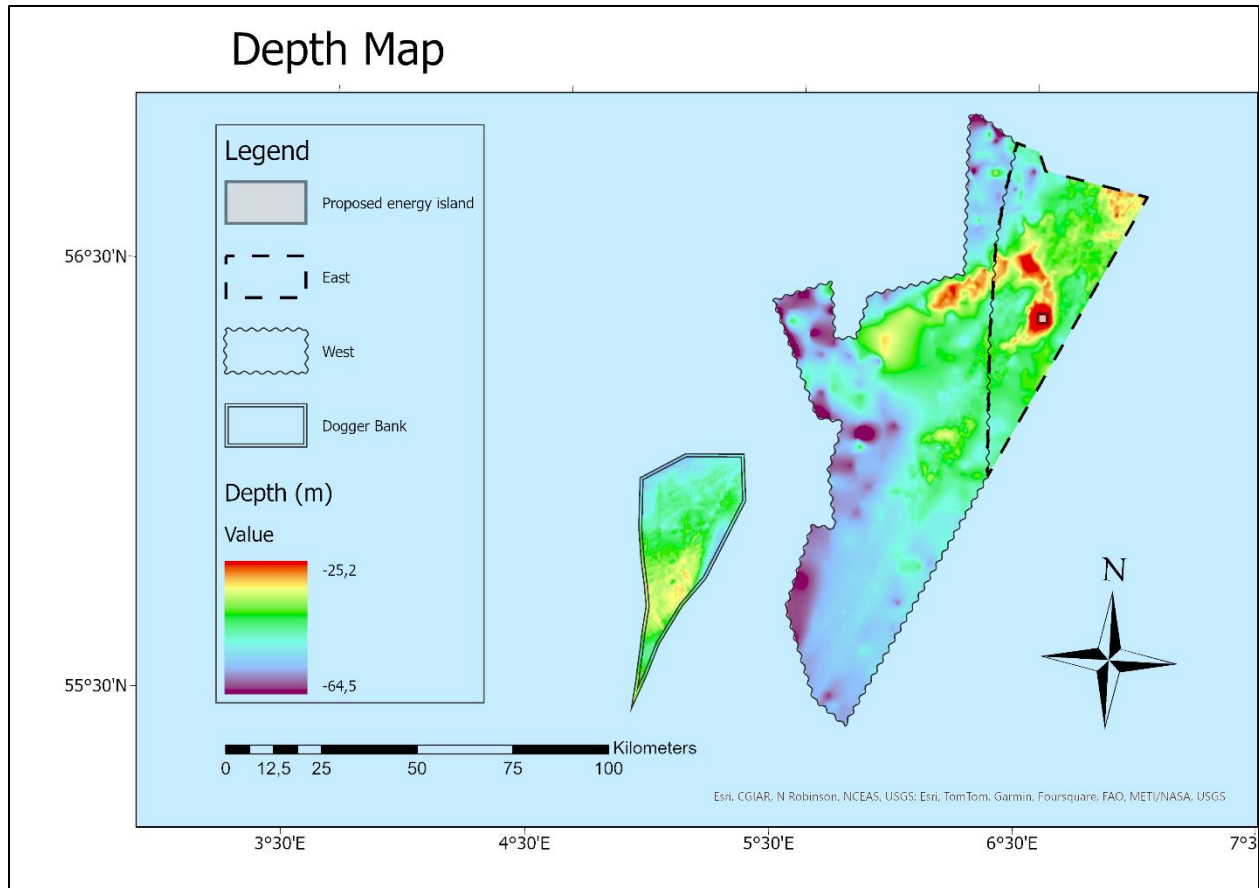 Depth Map
Legend
Proposed energy island
East
West
Dogger Bank
Depth (m)
Value
-25,2
-64,5
56°30'N
55°30'N
Kilometers
0 12,5 25 50 75 100
N
Esri, CGIAR, N Robinson, NCEAS, USGS; Esri, TomTom, Garmin, Foursquare, FAO, METI/NASA, USGS
3°30'E 4°30'E 5°30'E 6°30'E 7°3